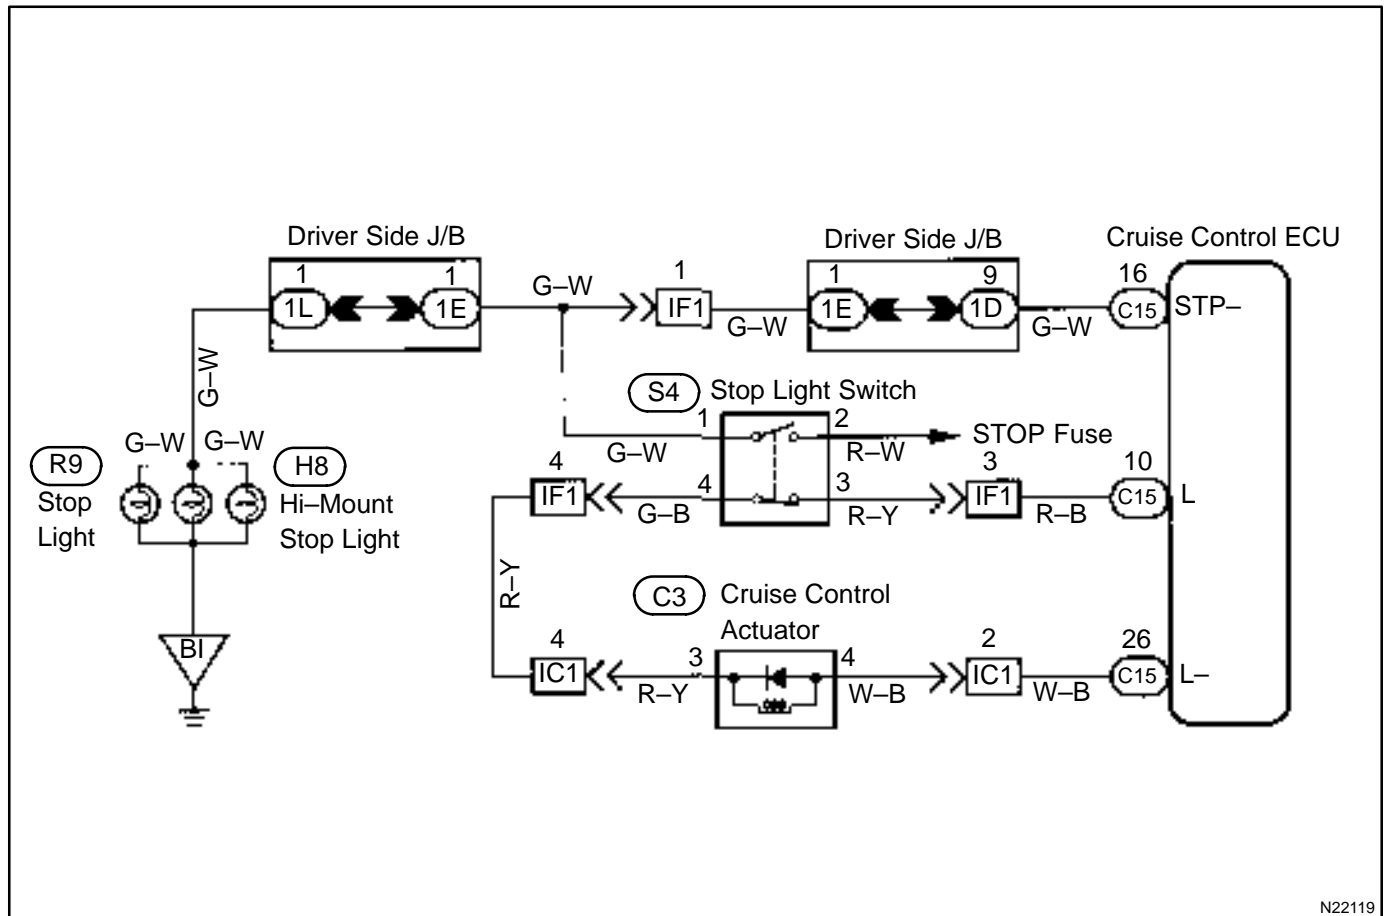 Driver Side J/B
Driver Side J/B
Cruise Control ECU
1 1
1L 1E
G–W
1
IF1
G–W
1 9
1E 1D
G–W
16
C15
STP–
G–W
S4 Stop Light Switch
1 2
G–W
R–W
STOP Fuse
R9
Stop
Light
G–W G–W
H8
Hi–Mount
Stop Light
4
IF1
G–B
4 3
R–Y
3
IF1
R–B
10
C15
L
R–Y
C3 Cruise Control
Actuator
BI
4
IC1
R–Y
3 4
W–B
2
IC1
W–B
26
C15
L–
N22119